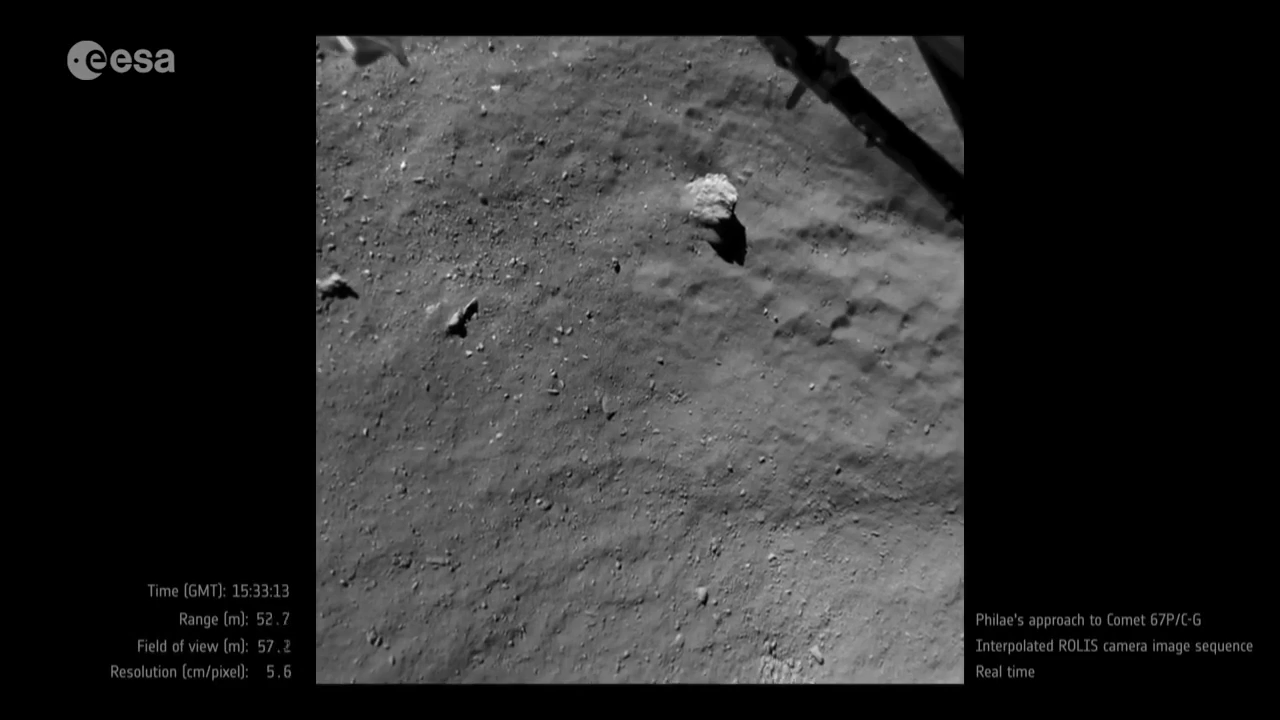 esa
Time (GMT): 15:33:13
Range (m): 52.7
Field of view (m): 57.2
Resolution (cm/pixel): 5.6
Philae's approach to Comet 67P/C-G
Interpolated ROLIS camera image sequence
Real time